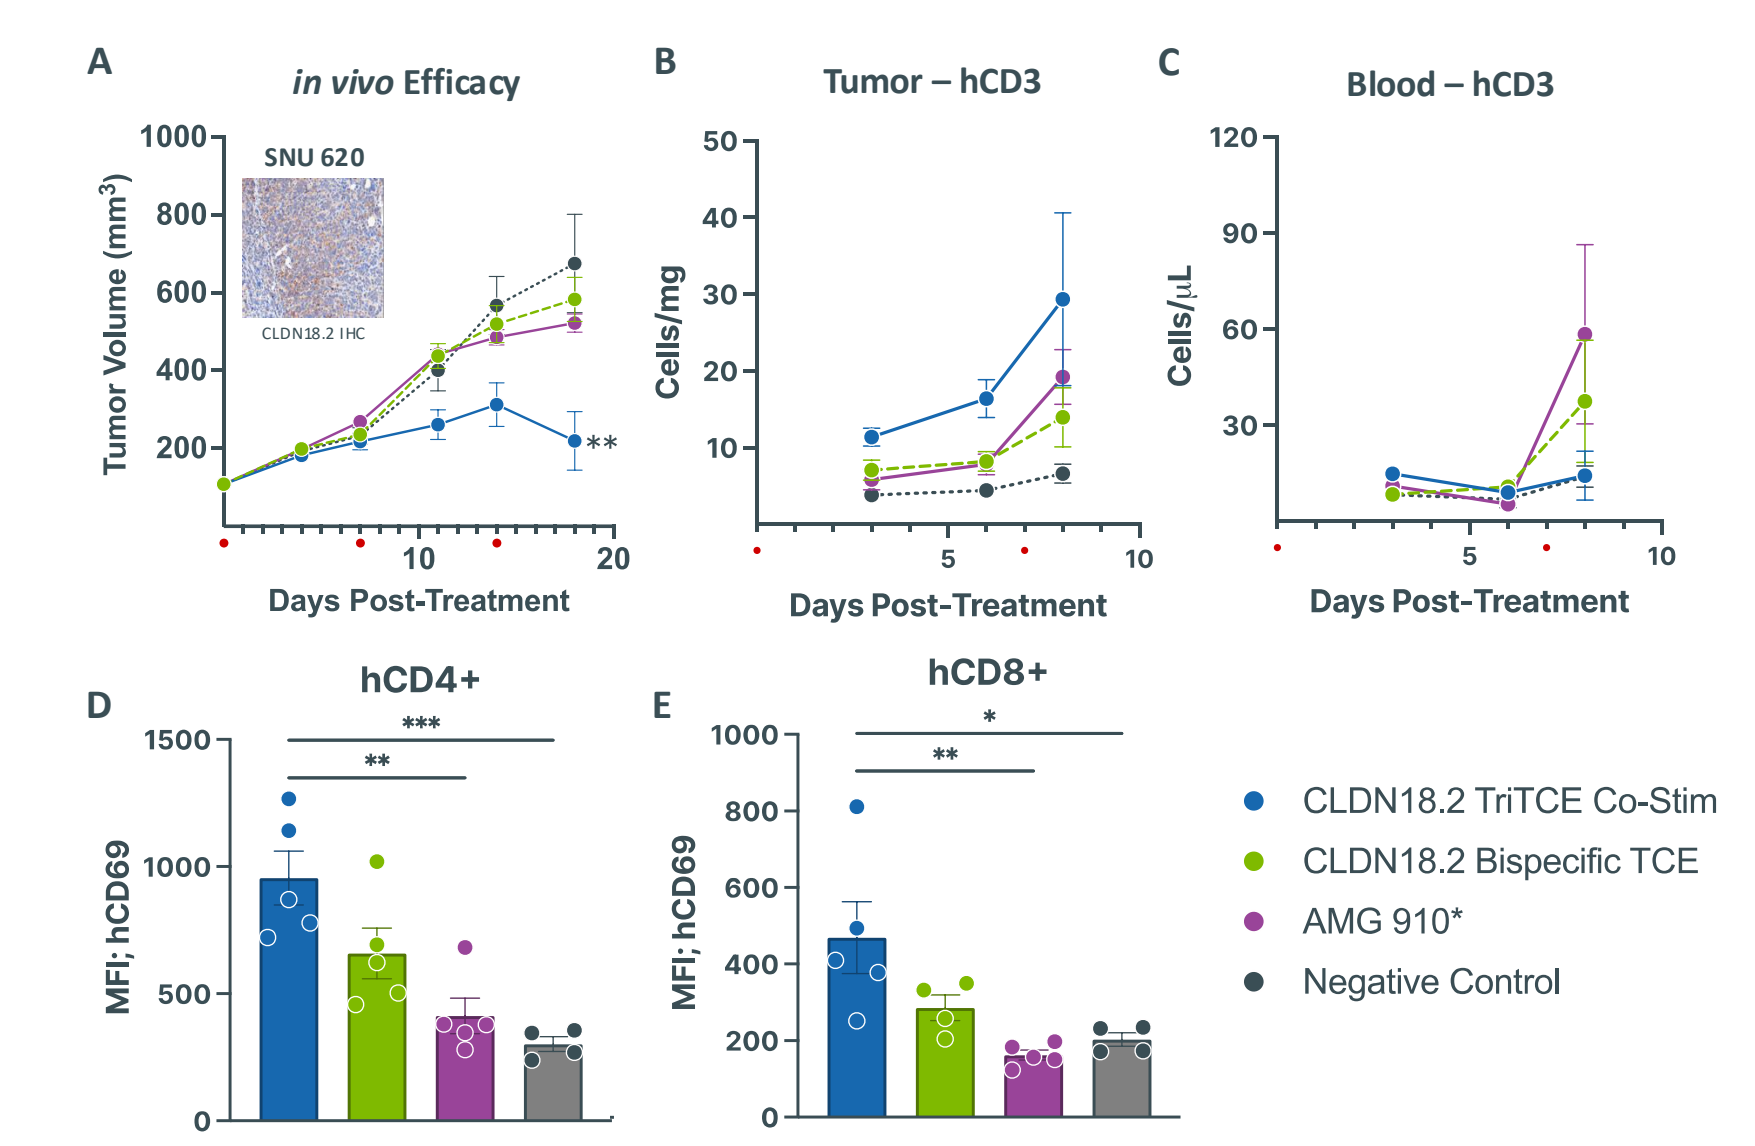 A
in vivo Efficacy
1000
800
600
400
200
Tumor Volume (mm³)
SNU 620
CLDN18.2 IHC
**
10
20
Days Post-Treatment
B
Tumor – hCD3
50
40
30
20
10
Cells/mg
5
10
Days Post-Treatment
C
Blood – hCD3
120
90
60
30
Cells/μL
5
10
Days Post-Treatment
D
hCD4+
***
**
1500
1000
500
0
MFI; hCD69
E
hCD8+
*
**
1000
800
600
400
200
0
MFI; hCD69
CLDN18.2 TriTCE Co-Stim
CLDN18.2 Bispecific TCE
AMG 910*
Negative Control